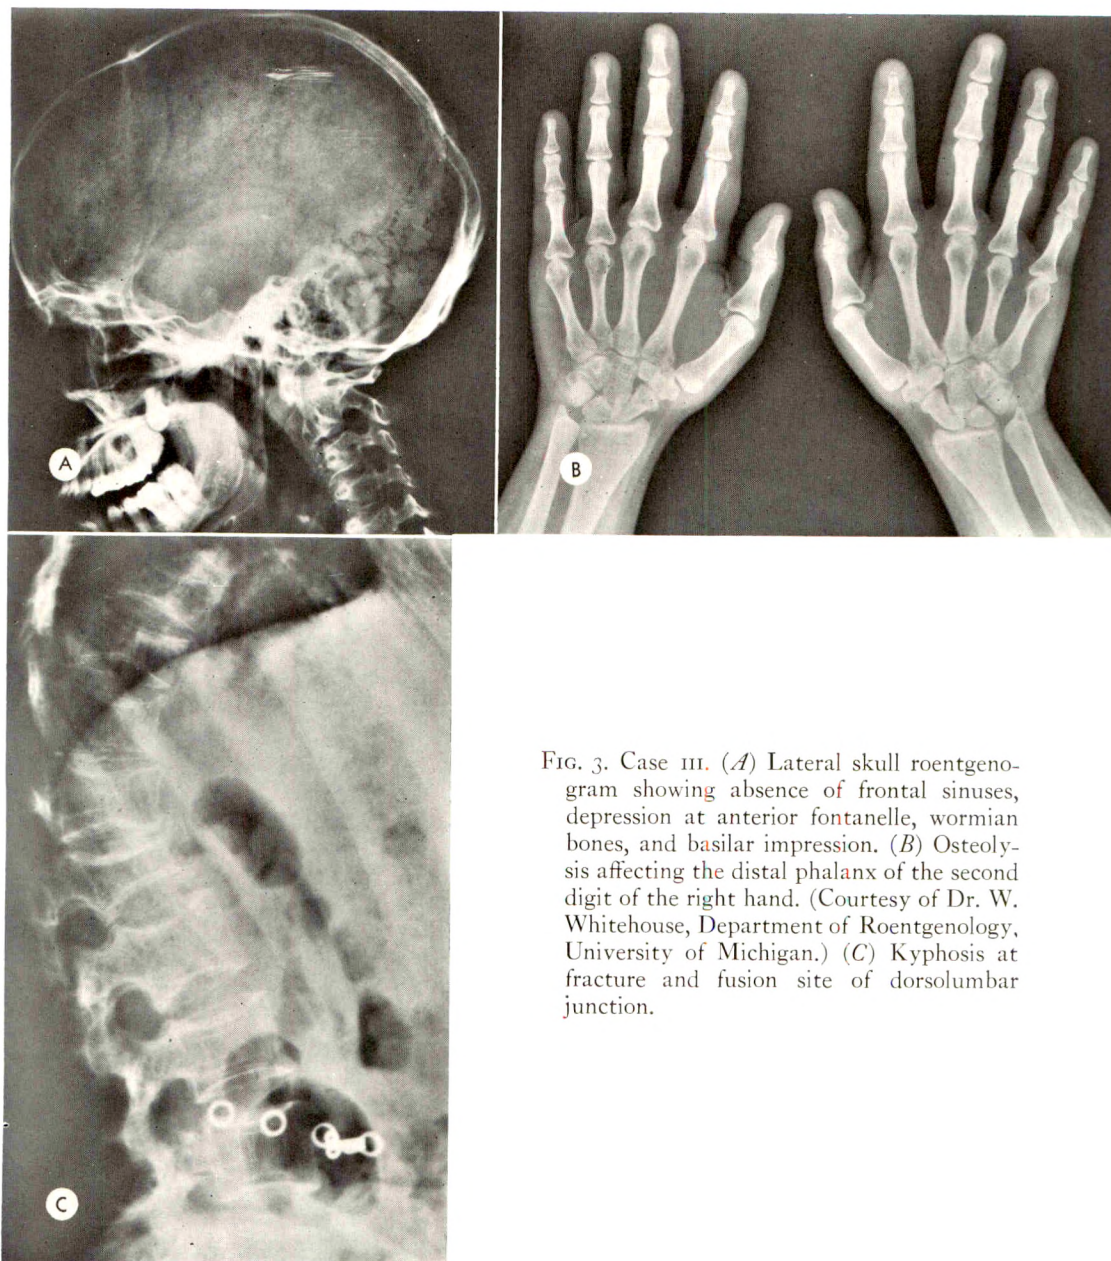 A
B
C
FIG. 3. Case III. (A) Lateral skull roentgeno-
gram showing absence of frontal sinuses,
depression at anterior fontanelle, wormian
bones, and basilar impression. (B) Osteoly-
sis affecting the distal phalanx of the second
digit of the right hand. (Courtesy of Dr. W.
Whitehouse, Department of Roentgenology,
University of Michigan.) (C) Kyphosis at
fracture and fusion site of dorsolumbar
junction.